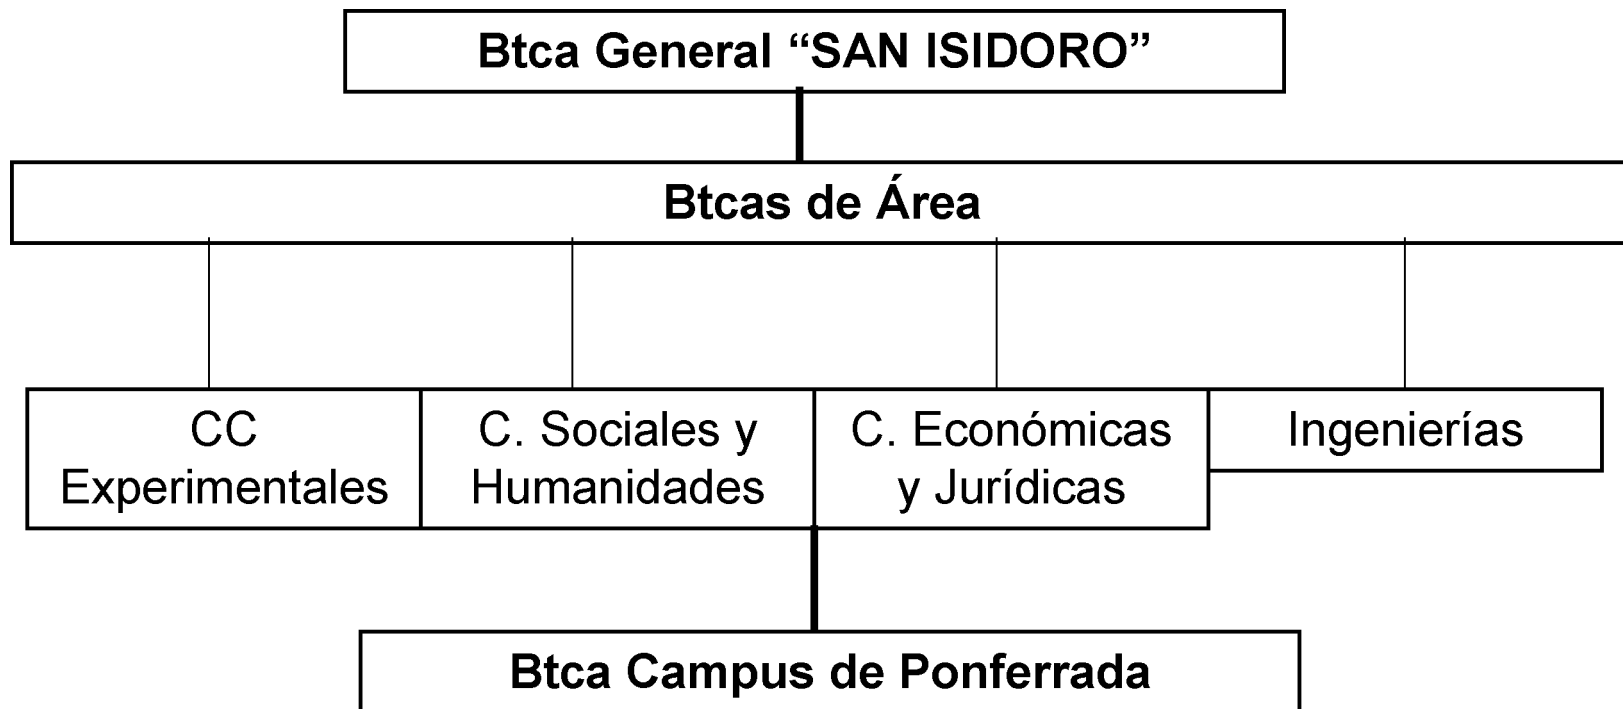 Btca General “SAN ISIDORO”
Btcas de Área
CC
Experimentales
C. Sociales y
Humanidades
C. Económicas
y Jurídicas
Ingenierías
Btca Campus de Ponferrada